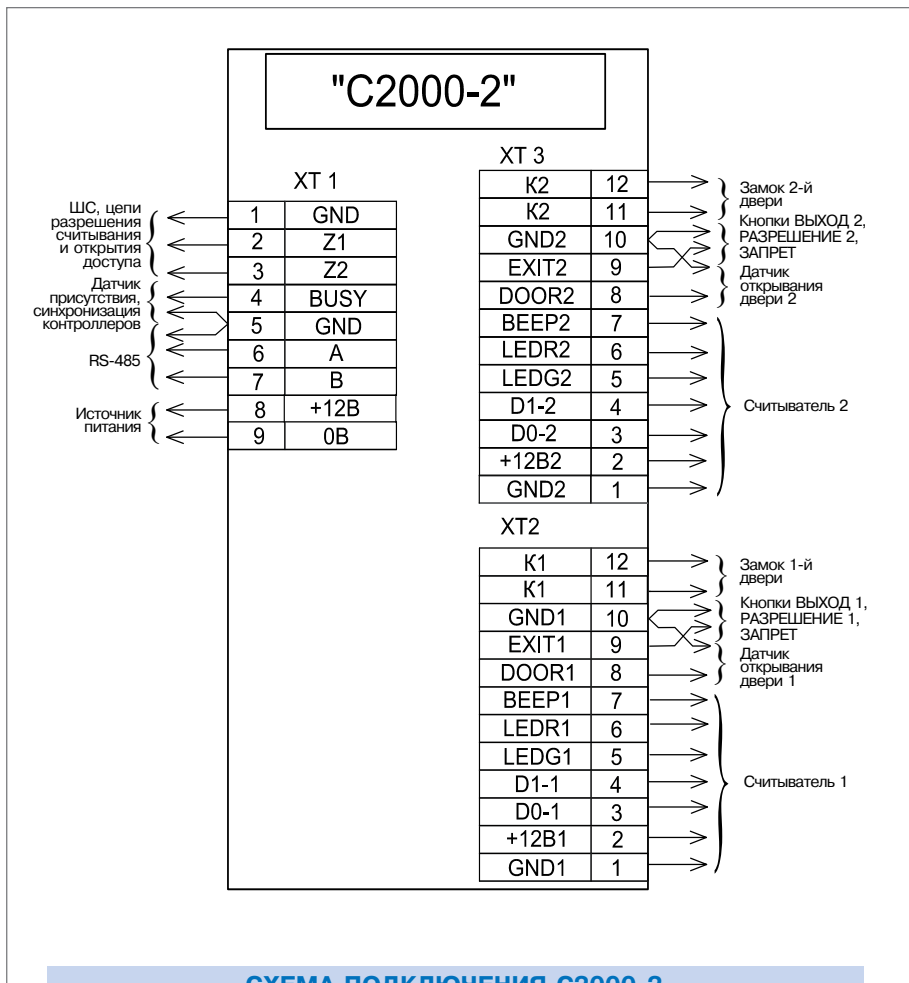 "С2000-2"
XT 1
ШС, цепи
разрешения
считывания
и открытия
доступа
Датчик
присутствия,
синхронизация
контроллеров
RS-485
Источник
питания
1 GND
2 Z1
3 Z2
4 BUSY
5 GND
6 A
7 B
8 +12В
9 0В
XT 3
К2 12
К2 11
GND2 10
EXIT2 9
DOOR2 8
BEEP2 7
LEDR2 6
LEDG2 5
D1-2 4
D0-2 3
+12В2 2
GND2 1
Замок 2-й
двери
Кнопки ВЫХОД 2,
РАЗРЕШЕНИЕ 2,
ЗАПРЕТ
Датчик
открывания
двери 2
Считыватель 2
XT2
К1 12
К1 11
GND1 10
EXIT1 9
DOOR1 8
BEEP1 7
LEDR1 6
LEDG1 5
D1-1 4
D0-1 3
+12В1 2
GND1 1
Замок 1-й
двери
Кнопки ВЫХОД 1,
РАЗРЕШЕНИЕ 1,
ЗАПРЕТ
Датчик
открывания
двери 1
Считыватель 1
СХЕМА ПОДКЛЮЧЕНИЯ С2000-2